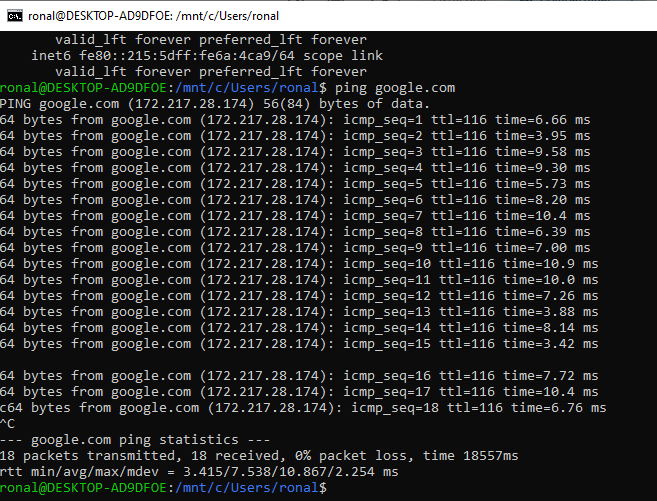 ronal@DESKTOP-AD9DFOE: /mnt/c/Users/ronal
valid_lft forever preferred_lft forever
inet6 fe80::215:5dff:fe6a:4ca9/64 scope link
valid_lft forever preferred_lft forever
ronal@DESKTOP-AD9DFOE:/mnt/c/Users/ronal$ ping google.com
PING google.com (172.217.28.174) 56(84) bytes of data.
64 bytes from google.com (172.217.28.174): icmp_seq=1 ttl=116 time=6.66 ms
64 bytes from google.com (172.217.28.174): icmp_seq=2 ttl=116 time=3.95 ms
64 bytes from google.com (172.217.28.174): icmp_seq=3 ttl=116 time=9.58 ms
64 bytes from google.com (172.217.28.174): icmp_seq=4 ttl=116 time=9.30 ms
64 bytes from google.com (172.217.28.174): icmp_seq=5 ttl=116 time=5.73 ms
64 bytes from google.com (172.217.28.174): icmp_seq=6 ttl=116 time=8.20 ms
64 bytes from google.com (172.217.28.174): icmp_seq=7 ttl=116 time=10.4 ms
64 bytes from google.com (172.217.28.174): icmp_seq=8 ttl=116 time=6.39 ms
64 bytes from google.com (172.217.28.174): icmp_seq=9 ttl=116 time=7.00 ms
64 bytes from google.com (172.217.28.174): icmp_seq=10 ttl=116 time=10.9 ms
64 bytes from google.com (172.217.28.174): icmp_seq=11 ttl=116 time=10.0 ms
64 bytes from google.com (172.217.28.174): icmp_seq=12 ttl=116 time=7.26 ms
64 bytes from google.com (172.217.28.174): icmp_seq=13 ttl=116 time=3.88 ms
64 bytes from google.com (172.217.28.174): icmp_seq=14 ttl=116 time=8.14 ms
64 bytes from google.com (172.217.28.174): icmp_seq=15 ttl=116 time=3.42 ms
64 bytes from google.com (172.217.28.174): icmp_seq=16 ttl=116 time=7.72 ms
64 bytes from google.com (172.217.28.174): icmp_seq=17 ttl=116 time=10.4 ms
c64 bytes from google.com (172.217.28.174): icmp_seq=18 ttl=116 time=6.76 ms
^C
--- google.com ping statistics ---
18 packets transmitted, 18 received, 0% packet loss, time 18557ms
rtt min/avg/max/mdev = 3.415/7.538/10.867/2.254 ms
ronal@DESKTOP-AD9DFOE:/mnt/c/Users/ronal$